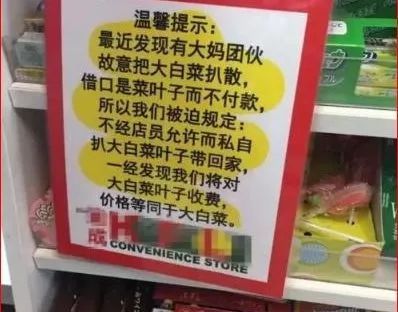 温馨提示：
最近发现有大妈团伙
故意把大白菜扒散，
借口是菜叶子而不付款，
所以我们被迫规定：
不经店员允许而私自
扒大白菜叶子带回家，
一经发现我们将对
大白菜叶子收费，
价格等同于大白菜。
CONVENIENCE STORE